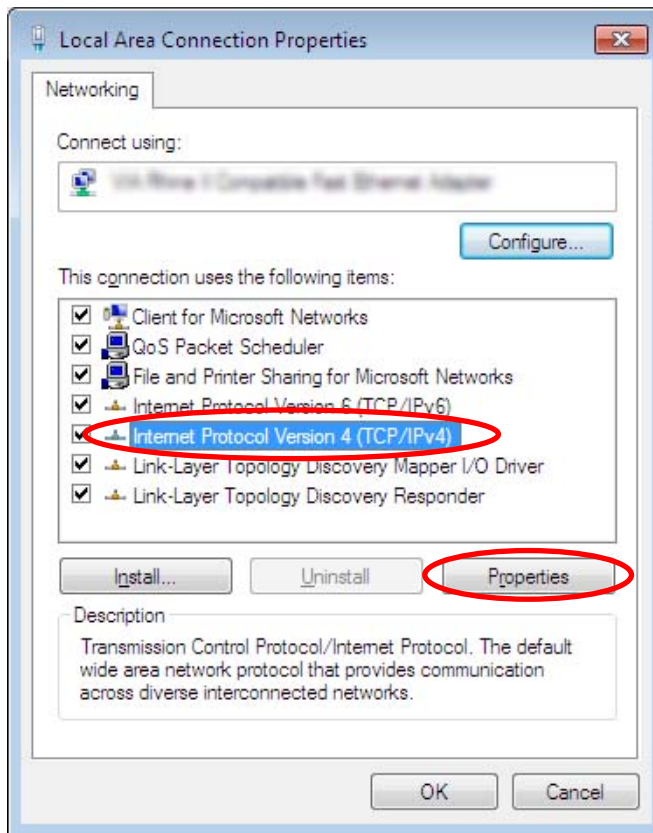 Local Area Connection Properties
Networking
Connect using:
Configure...
This connection uses the following items:
Client for Microsoft Networks
QoS Packet Scheduler
File and Printer Sharing for Microsoft Networks
Internet Protocol Version 6 (TCP/IPv6)
Internet Protocol Version 4 (TCP/IPv4)
Link-Layer Topology Discovery Mapper I/O Driver
Link-Layer Topology Discovery Responder
Install...
Uninstall
Properties
Description
Transmission Control Protocol/Internet Protocol. The default
wide area network protocol that provides communication
across diverse interconnected networks.
OK
Cancel